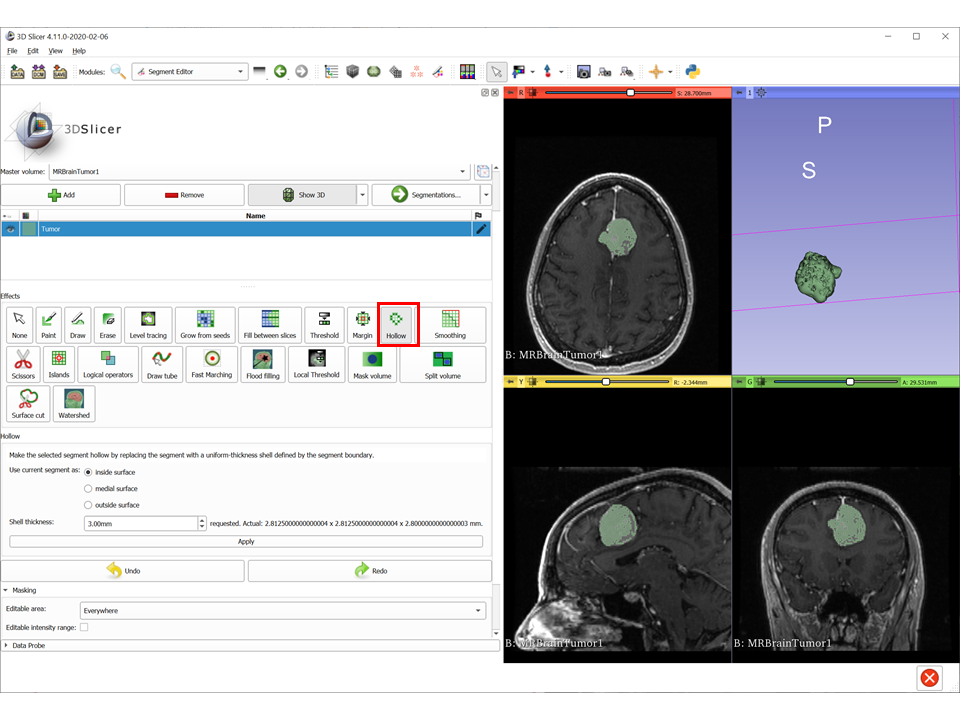 3D Slicer 4.11.0-2020-02-06
File Edit View Help
DATA DCM SAVE Modules: Segment Editor
3DSlicer
Master volume: MRBrainTumor1
Add Remove Show 3D Segmentations...
Name
Tumor
Effects
None Paint Draw Erase Level tracing Grow from seeds Fill between slices Threshold Margin Hollow Smoothing
Scissors Islands Logical operators Draw tube Fast Marching Flood filling Local Threshold Mask volume Split volume
Surface cut Watershed
Hollow
Make the selected segment hollow by replacing the segment with a uniform-thickness shell defined by the segment boundary.
Use current segment as: inside surface
medial surface
outside surface
Shell thickness: 3.00mm requested. Actual: 2.8125000000000004 x 2.8125000000000004 x 2.8000000000000003 mm.
Apply
Undo Redo
Masking
Editable area: Everywhere
Editable intensity range:
Data Probe
R S: 28.700mm
B: MRBrainTumor1
1
P
S
Y R: -2.344mm
B: MRBrainTumor1
G A: 29.531mm
B: MRBrainTumor1